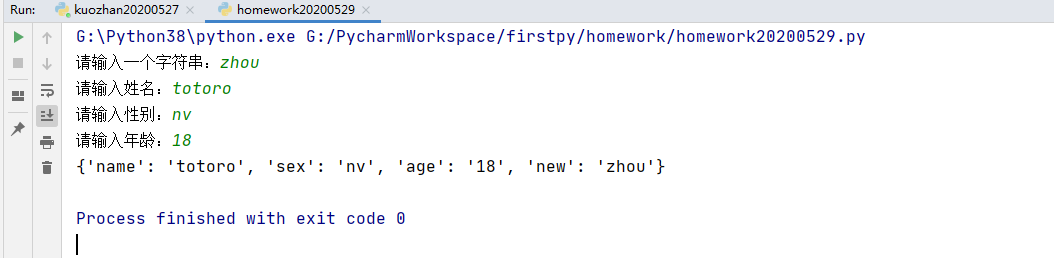 Run: kuozhan20200527 homework20200529
G:\Python38\python.exe G:/PycharmWorkspace/firstpy/homework/homework20200529.py
请输入一个字符串：zhou
请输入姓名：totoro
请输入性别：nv
请输入年龄：18
{'name': 'totoro', 'sex': 'nv', 'age': '18', 'new': 'zhou'}
Process finished with exit code 0